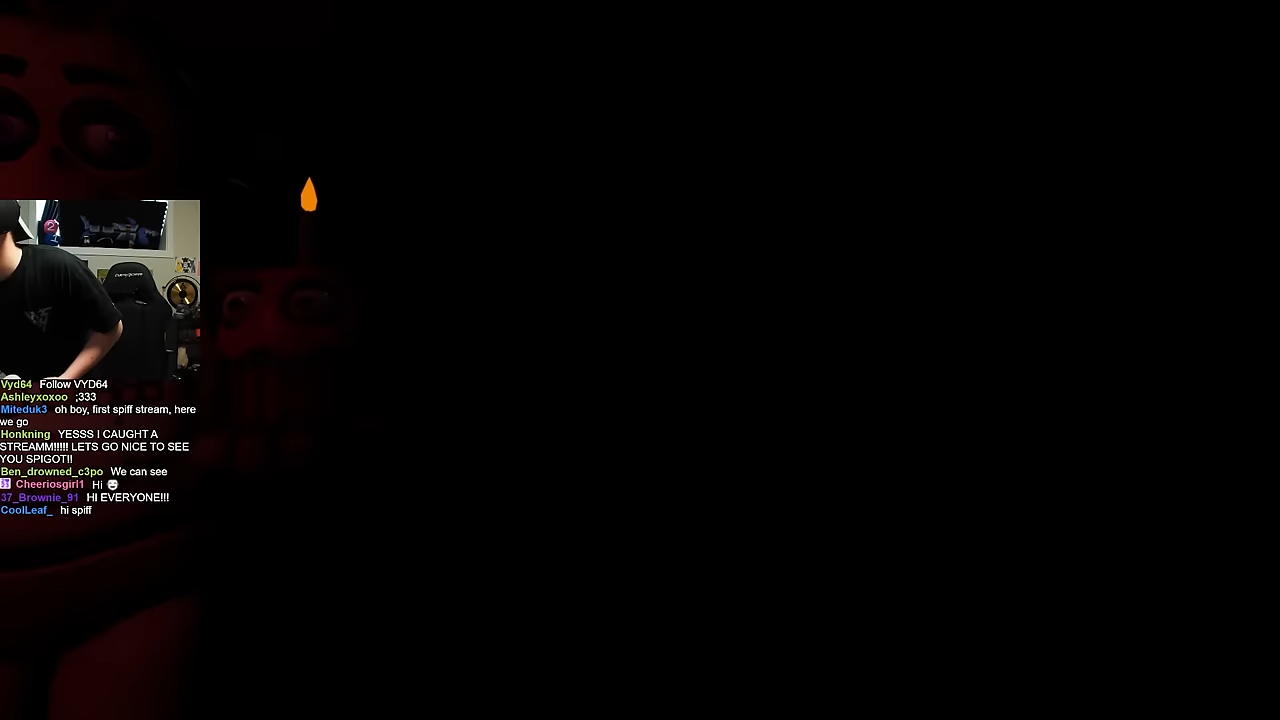 Vyd64 Follow VYD64
Ashleyxoxoo ;333
Miteduk3 oh boy, first spiff stream, here
we go
Honkning YESSS I CAUGHT A
STREAMM!!!!! LETS GO NICE TO SEE
YOU SPIGOT!!
Ben_drowned_c3po We can see
Cheeriosgirl1 Hi
37_Brownie_91 HI EVERYONE!!!
CoolLeaf_ hi spiff